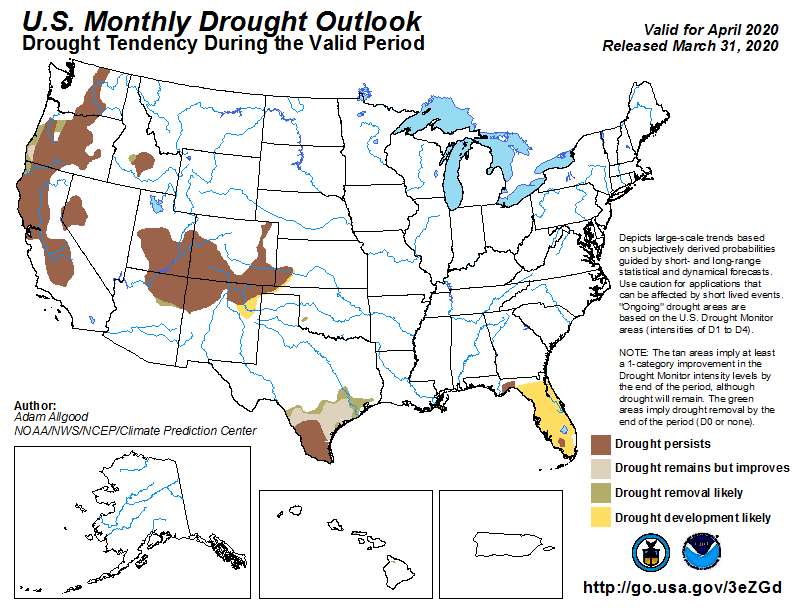 U.S. Monthly Drought Outlook
Drought Tendency During the Valid Period
Valid for April 2020
Released March 31, 2020
Depicts large-scale trends based
on subjectively derived probabilities
guided by short- and long-range
statistical and dynamical forecasts.
Use caution for applications that
can be affected by short lived events.
"Ongoing" drought areas are
based on the U.S. Drought Monitor
areas (intensities of D1 to D4).
NOTE: The tan areas imply at least
a 1-category improvement in the
Drought Monitor intensity levels by
the end of the period, although
drought will remain. The green
areas imply drought removal by the
end of the period (D0 or none).
Author:
Adam Allgood
NOAA/NWS/NCEP/Climate Prediction Center
Drought persists
Drought remains but improves
Drought removal likely
Drought development likely
http://go.usa.gov/3eZGd